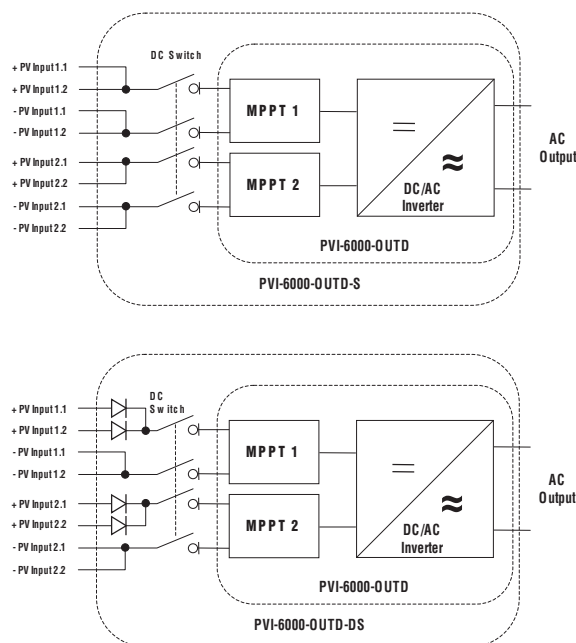 + PV Input 1.1
+ PV Input 1.2
- PV Input 1.1
- PV Input 1.2
+ PV Input 2.1
+ PV Input 2.2
- PV Input 2.1
- PV Input 2.2
DC Switch
MPPT 1
MPPT 2
=
≈
DC/AC
Inverter
AC
Output
PVI-6000-OUTD
PVI-6000-OUTD-S
+ PV Input 1.1
+ PV Input 1.2
- PV Input 1.1
- PV Input 1.2
+ PV Input 2.1
+ PV Input 2.2
- PV Input 2.1
- PV Input 2.2
DC
Switch
MPPT 1
MPPT 2
=
≈
DC/AC
Inverter
AC
Output
PVI-6000-OUTD
PVI-6000-OUTD-DS